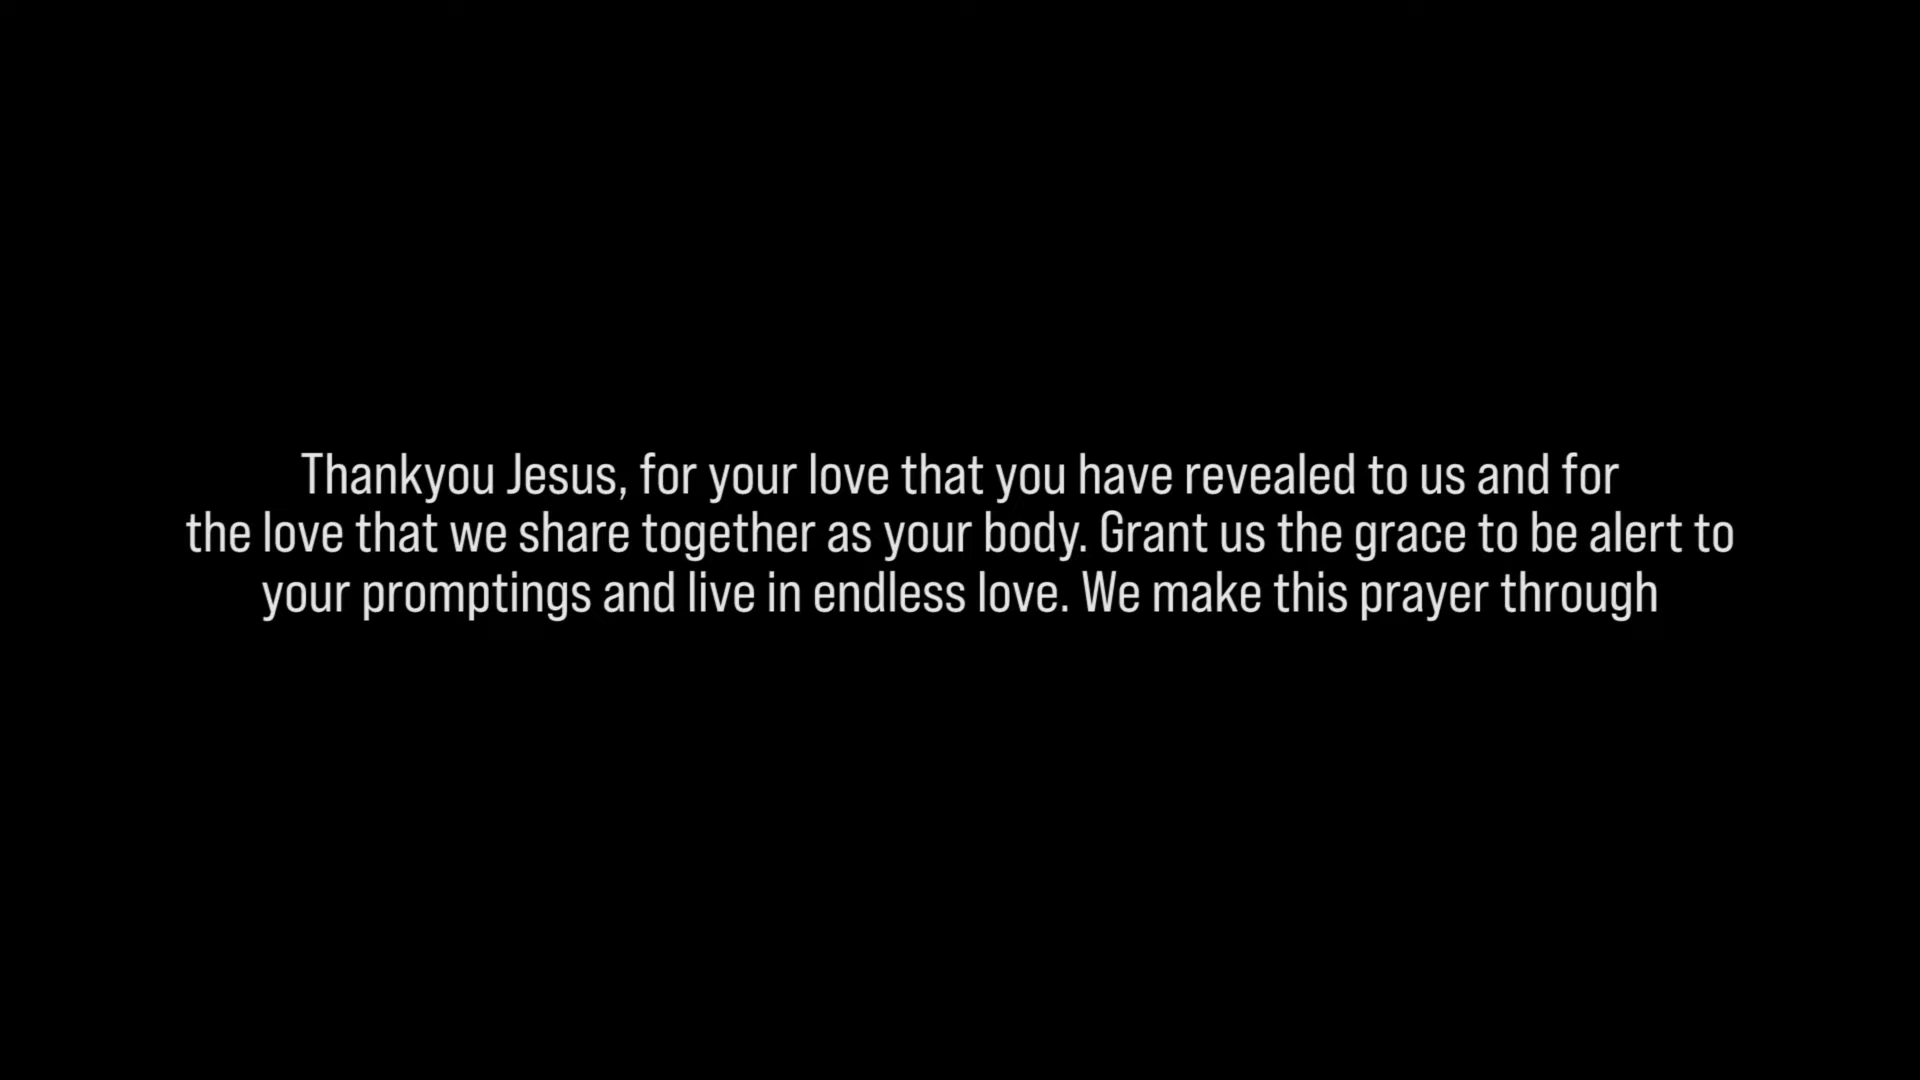 Thankyou Jesus, for your love that you have revealed to us and for
the love that we share together as your body. Grant us the grace to be alert to
your promptings and live in endless love. We make this prayer through